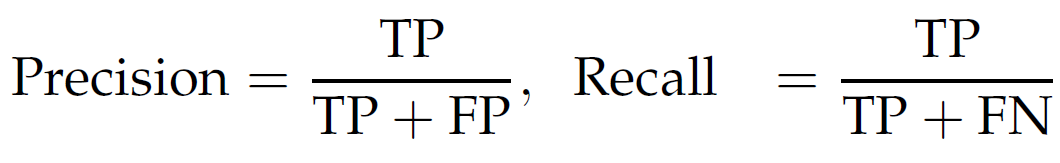 Precision = TP / (TP + FP), Recall = TP / (TP + FN)